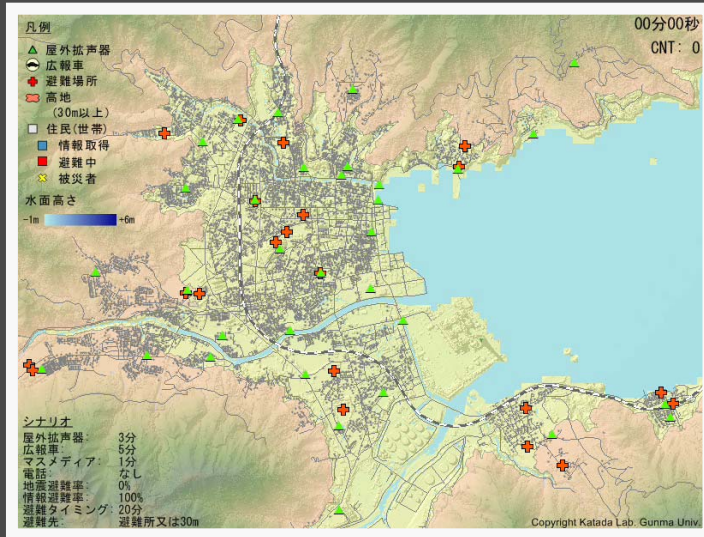 凡例
屋外拡声器
広報車
避難場所
高地
(30m以上)
住民(世帯)
情報取得
避難中
被災者
水面高さ
-1m +6m
00分00秒
CNT: 0
シナリオ
屋外拡声器: 3分
広報車: 5分
マスメディア: 1分
電話: なし
地震避難率: 0%
情報避難率: 100%
避難タイミング: 20分
避難先: 避難所又は30m
Copyright Katada Lab. Gunma Univ.